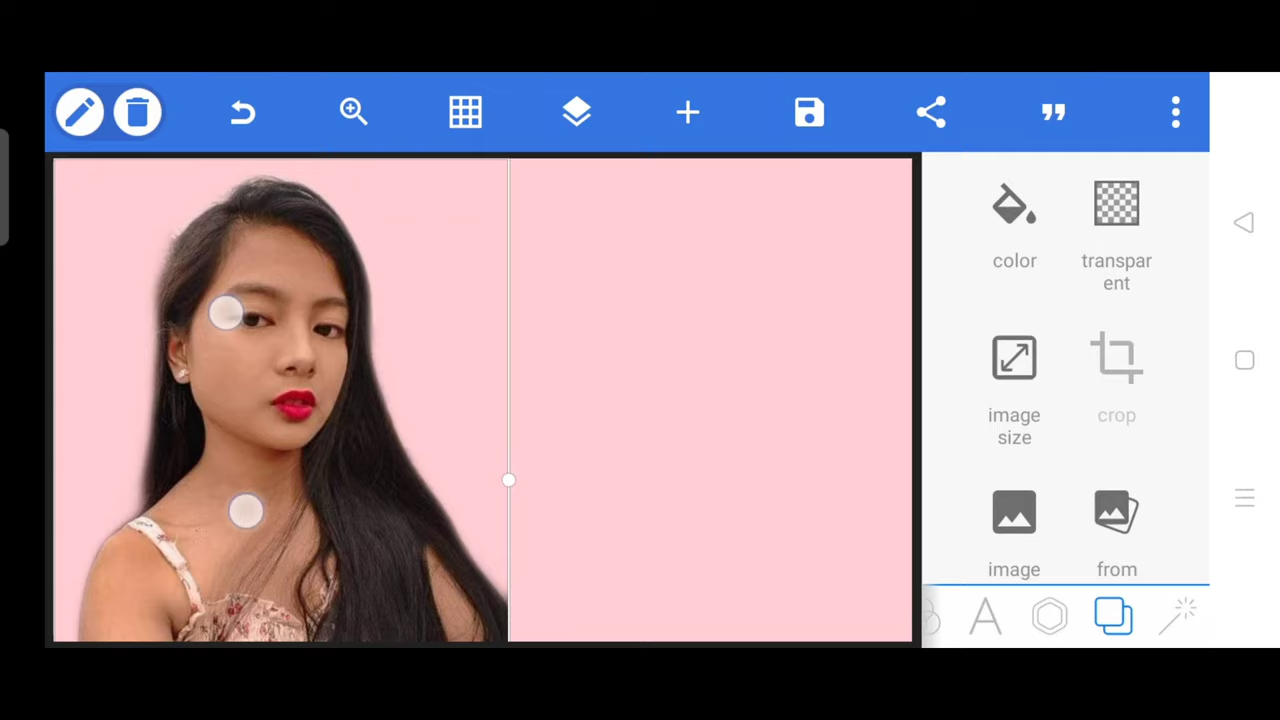 color
transpar
ent
image
size
crop
image
from